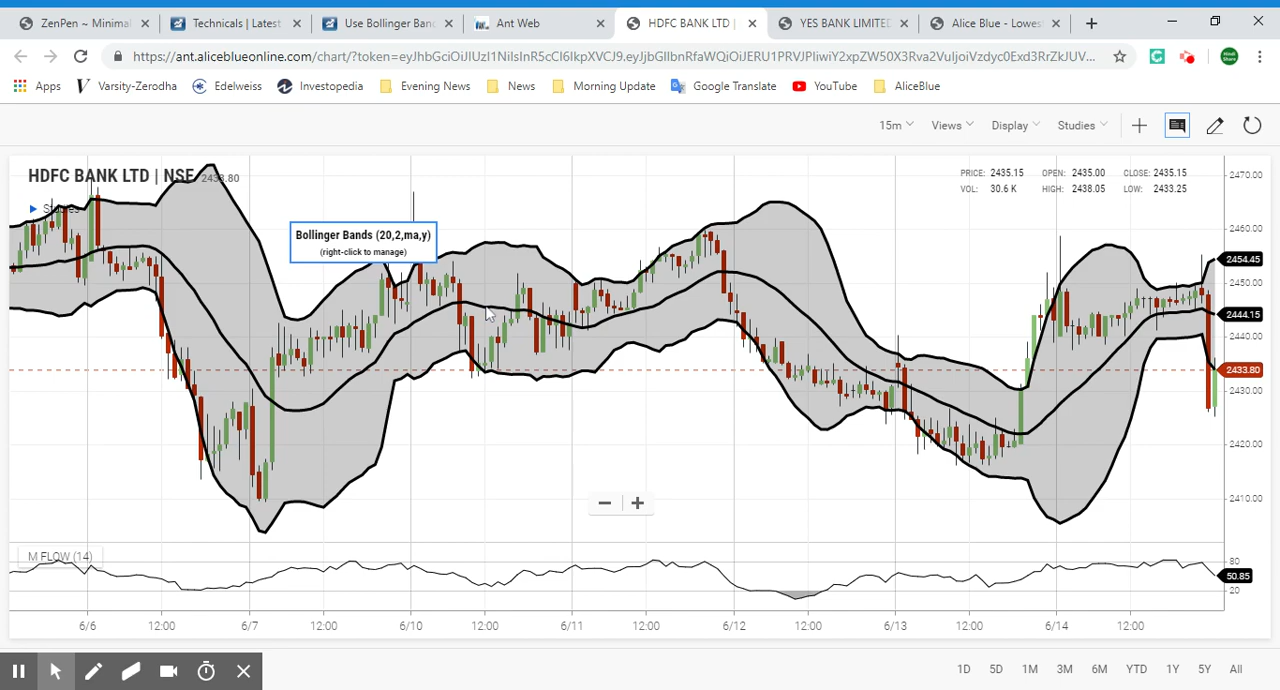 ZenPen ~ Minimal
Technicals | Latest
Use Bollinger Band
Ant Web
HDFC BANK LTD |
YES BANK LIMITED
Alice Blue - Lowes
https://ant.aliceblueonline.com/chart/?token=
Apps
Varsity-Zerodha
Edelweiss
Investopedia
Evening News
News
Morning Update
Google Translate
YouTube
AliceBlue
15m
Views
Display
Studies
HDFC BANK LTD | NSE 2433.80
Studies
PRICE: 2435.15 OPEN: 2435.00 CLOSE: 2435.15
VOL: 30.6 K HIGH: 2438.05 LOW: 2433.25
Bollinger Bands (20,2,ma,y)
(right-click to manage)
2470.00
2460.00
2454.45
2450.00
2444.15
2440.00
2433.80
2430.00
2420.00
2410.00
M FLOW (14)
80
50.85
20
6/6 12:00 6/7 12:00 6/10 12:00 6/11 12:00 6/12 12:00 6/13 12:00 6/14 12:00
1D 5D 1M 3M 6M YTD 1Y 5Y All